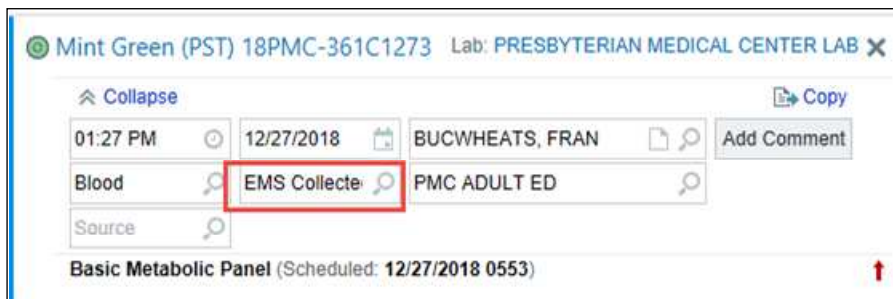 Mint Green (PST) 18PMC-361C1273 Lab: PRESBYTERIAN MEDICAL CENTER LAB
Collapse Copy
01:27 PM 12/27/2018 BUCWHEATS, FRAN Add Comment
Blood EMS Collecte PMC ADULT ED
Source
Basic Metabolic Panel (Scheduled: 12/27/2018 0553)